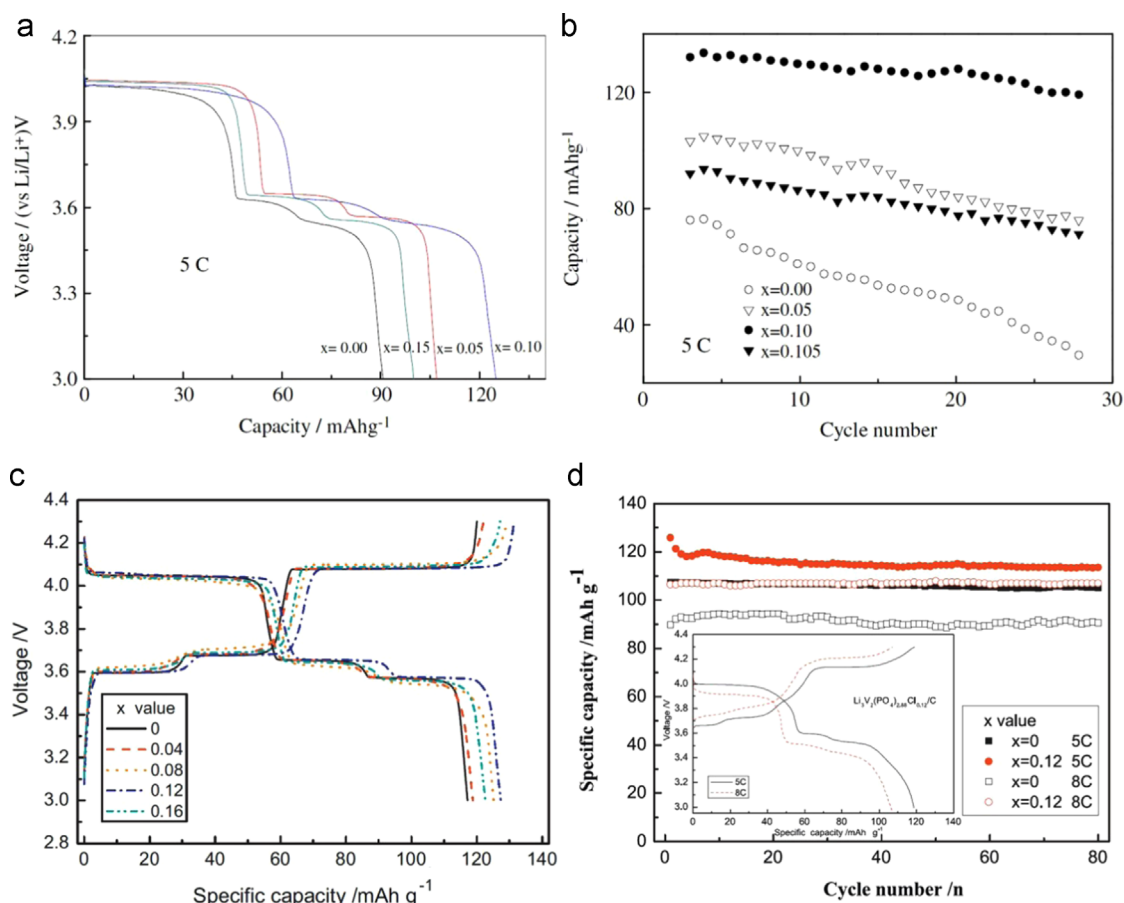 a
4.2
3.9
3.6
3.3
3.0
Voltage / (vs Li/Li⁺)V
5 C
x= 0.00 x= 0.15 x= 0.05 x= 0.10
0 30 60 90 120
Capacity / mAhg⁻¹
b
120
80
40
Capacity / mAhg⁻¹
x=0.00
x=0.05
x=0.10
x=0.105
5 C
0 10 20 30
Cycle number
c
4.4
4.2
4.0
3.8
3.6
3.4
3.2
3.0
2.8
Voltage /V
x value
0
0.04
0.08
0.12
0.16
0 20 40 60 80 100 120 140
Specific capacity /mAh g⁻¹
d
140
120
100
80
60
40
20
0
Specific capacity/mAh g⁻¹
4.4
4.2
4.0
3.8
3.6
3.4
3.2
3.0
Voltage /V
5C
8C
0 20 40 60 80 100 120 140
Specific capacity/mAh g⁻¹
x value
x=0 5C
x=0.12 5C
x=0 8C
x=0.12 8C
0 20 40 60 80
Cycle number /n